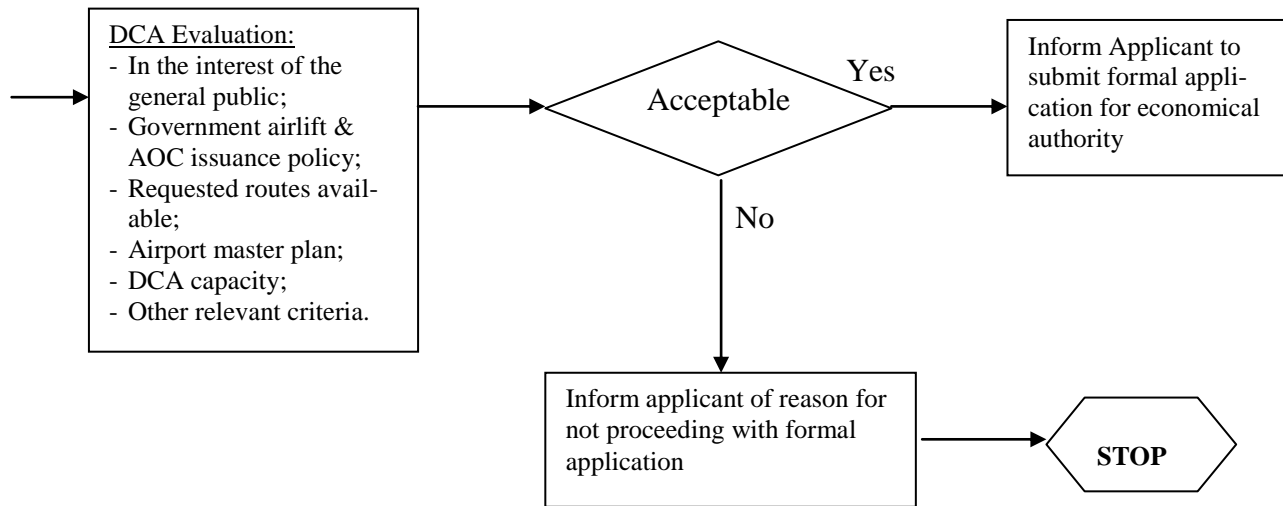 DCA Evaluation:
- In the interest of the
general public;
- Government airlift &
AOC issuance policy;
- Requested routes avail-
able;
- Airport master plan;
- DCA capacity;
- Other relevant criteria.
Acceptable
Yes
Inform Applicant to
submit formal appli-
cation for economical
authority
No
Inform applicant of reason for
not proceeding with formal
application
STOP